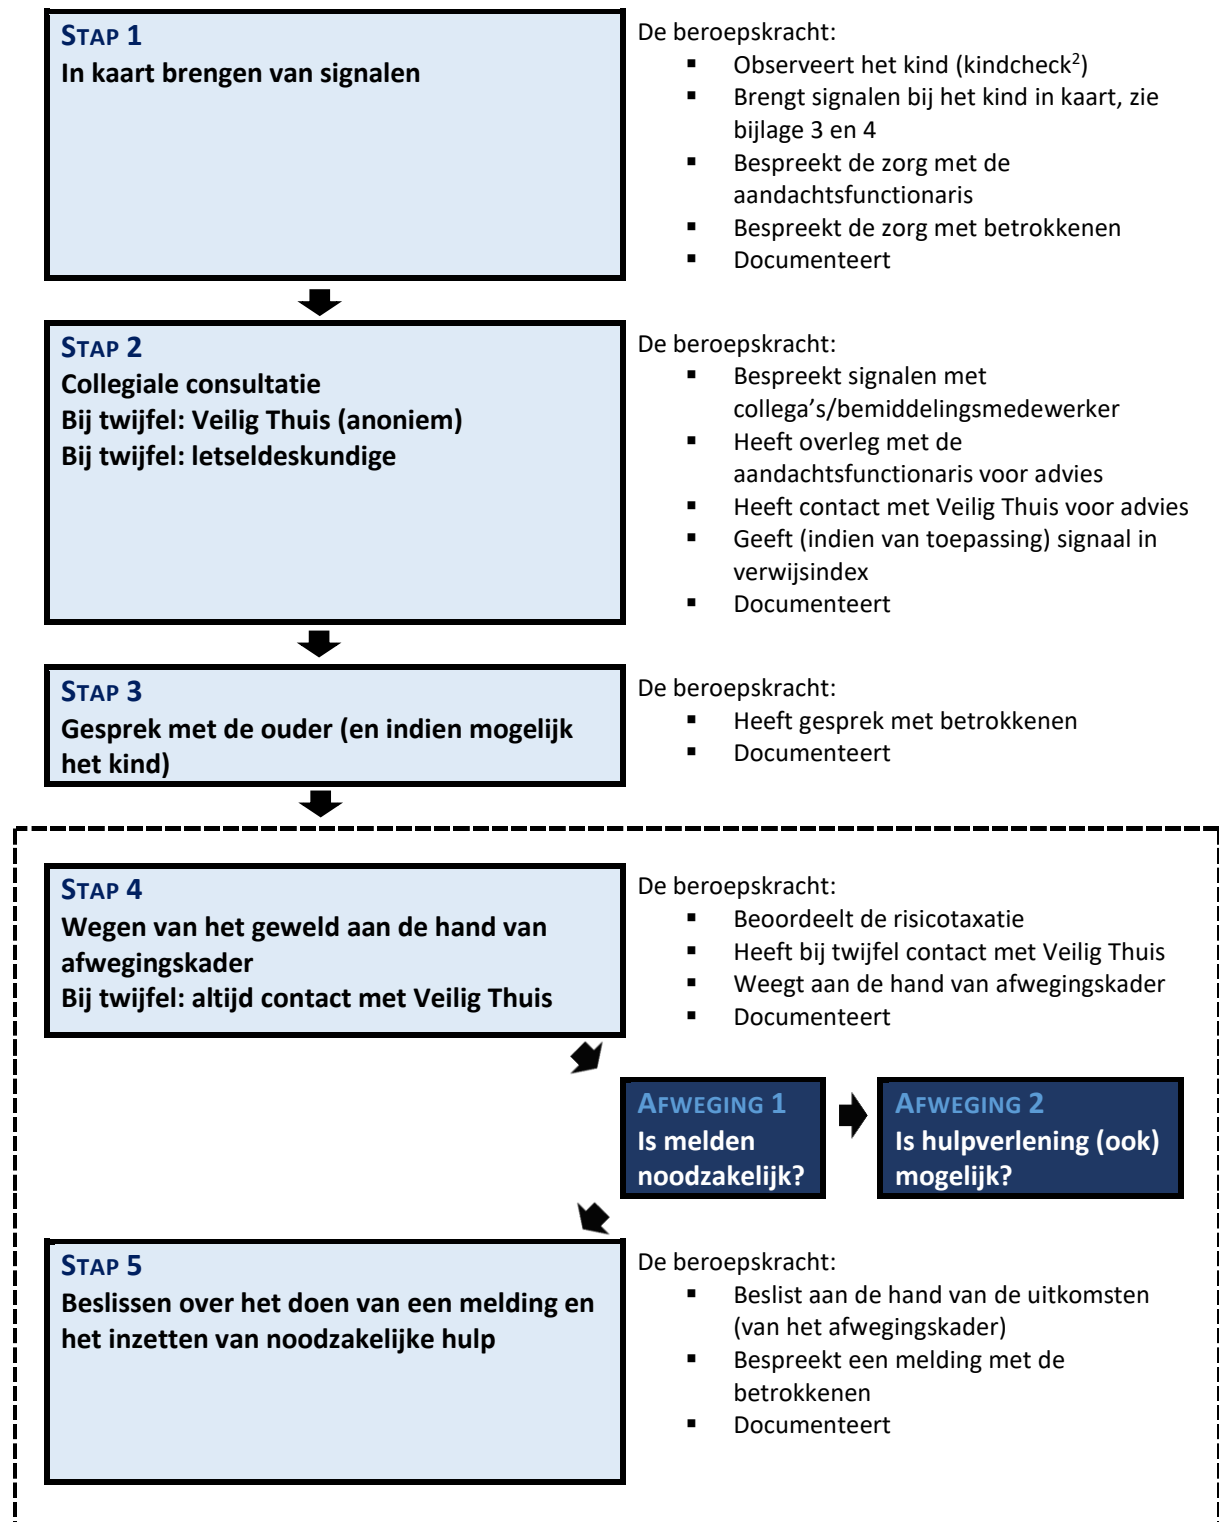 STAP 1
In kaart brengen van signalen
De beroepskracht:
▪ Observeert het kind (kindcheck²)
▪ Brengt signalen bij het kind in kaart, zie
bijlage 3 en 4
▪ Bespreekt de zorg met de
aandachtsfunctionaris
▪ Bespreekt de zorg met betrokkenen
▪ Documenteert
STAP 2
Collegiale consultatie
Bij twijfel: Veilig Thuis (anoniem)
Bij twijfel: letseldeskundige
De beroepskracht:
▪ Bespreekt signalen met
collega’s/bemiddelingsmedewerker
▪ Heeft overleg met de
aandachtsfunctionaris voor advies
▪ Heeft contact met Veilig Thuis voor advies
▪ Geeft (indien van toepassing) signaal in
verwijsindex
▪ Documenteert
STAP 3
Gesprek met de ouder (en indien mogelijk
het kind)
De beroepskracht:
▪ Heeft gesprek met betrokkenen
▪ Documenteert
STAP 4
Wegen van het geweld aan de hand van
afwegingskader
Bij twijfel: altijd contact met Veilig Thuis
De beroepskracht:
▪ Beoordeelt de risicotaxatie
▪ Heeft bij twijfel contact met Veilig Thuis
▪ Weegt aan de hand van afwegingskader
▪ Documenteert
AFWEGING 1
Is melden
noodzakelijk?
AFWEGING 2
Is hulpverlening (ook)
mogelijk?
STAP 5
Beslissen over het doen van een melding en
het inzetten van noodzakelijke hulp
De beroepskracht:
▪ Beslist aan de hand van de uitkomsten
(van het afwegingskader)
▪ Bespreekt een melding met de
betrokkenen
▪ Documenteert